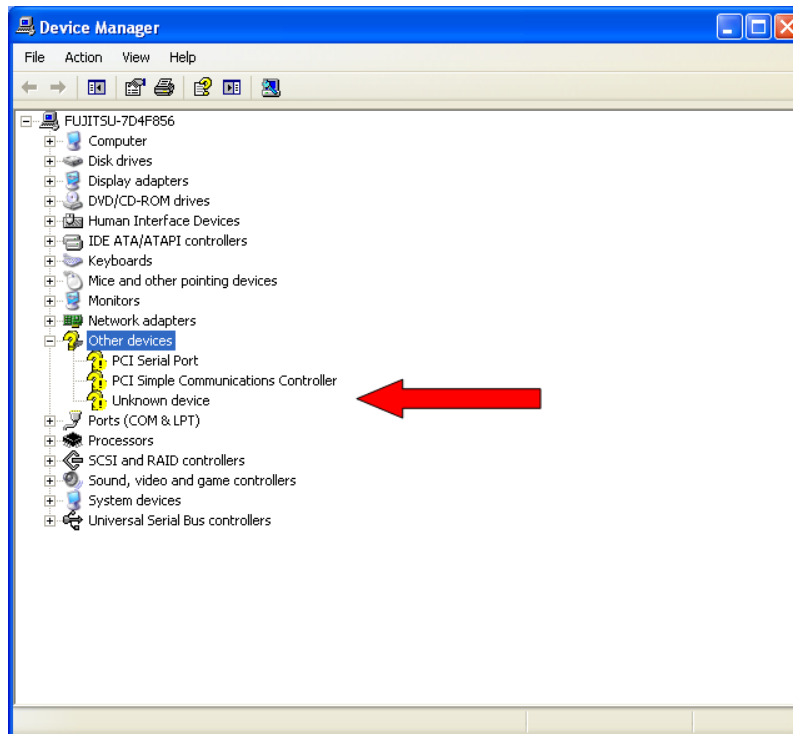 Device Manager
File Action View Help
FUJITSU-7D4F856
Computer
Disk drives
Display adapters
DVD/CD-ROM drives
Human Interface Devices
IDE ATA/ATAPI controllers
Keyboards
Mice and other pointing devices
Monitors
Network adapters
Other devices
PCI Serial Port
PCI Simple Communications Controller
Unknown device
Ports (COM & LPT)
Processors
SCSI and RAID controllers
Sound, video and game controllers
System devices
Universal Serial Bus controllers